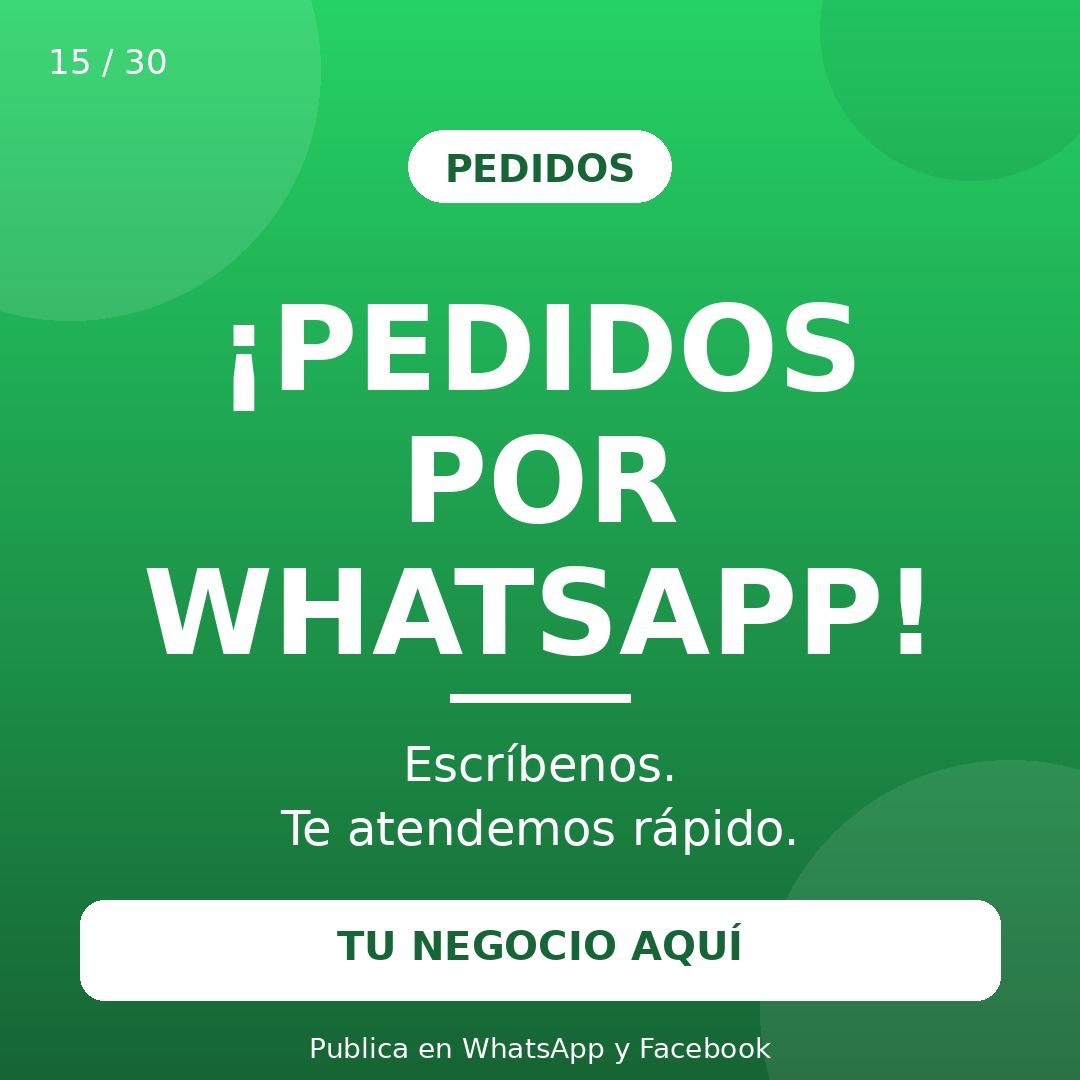 15 / 30
PEDIDOS
¡PEDIDOS
POR
WHATSAPP!
Escríbenos.
Te atendemos rápido.
TU NEGOCIO AQUÍ
Publica en WhatsApp y Facebook